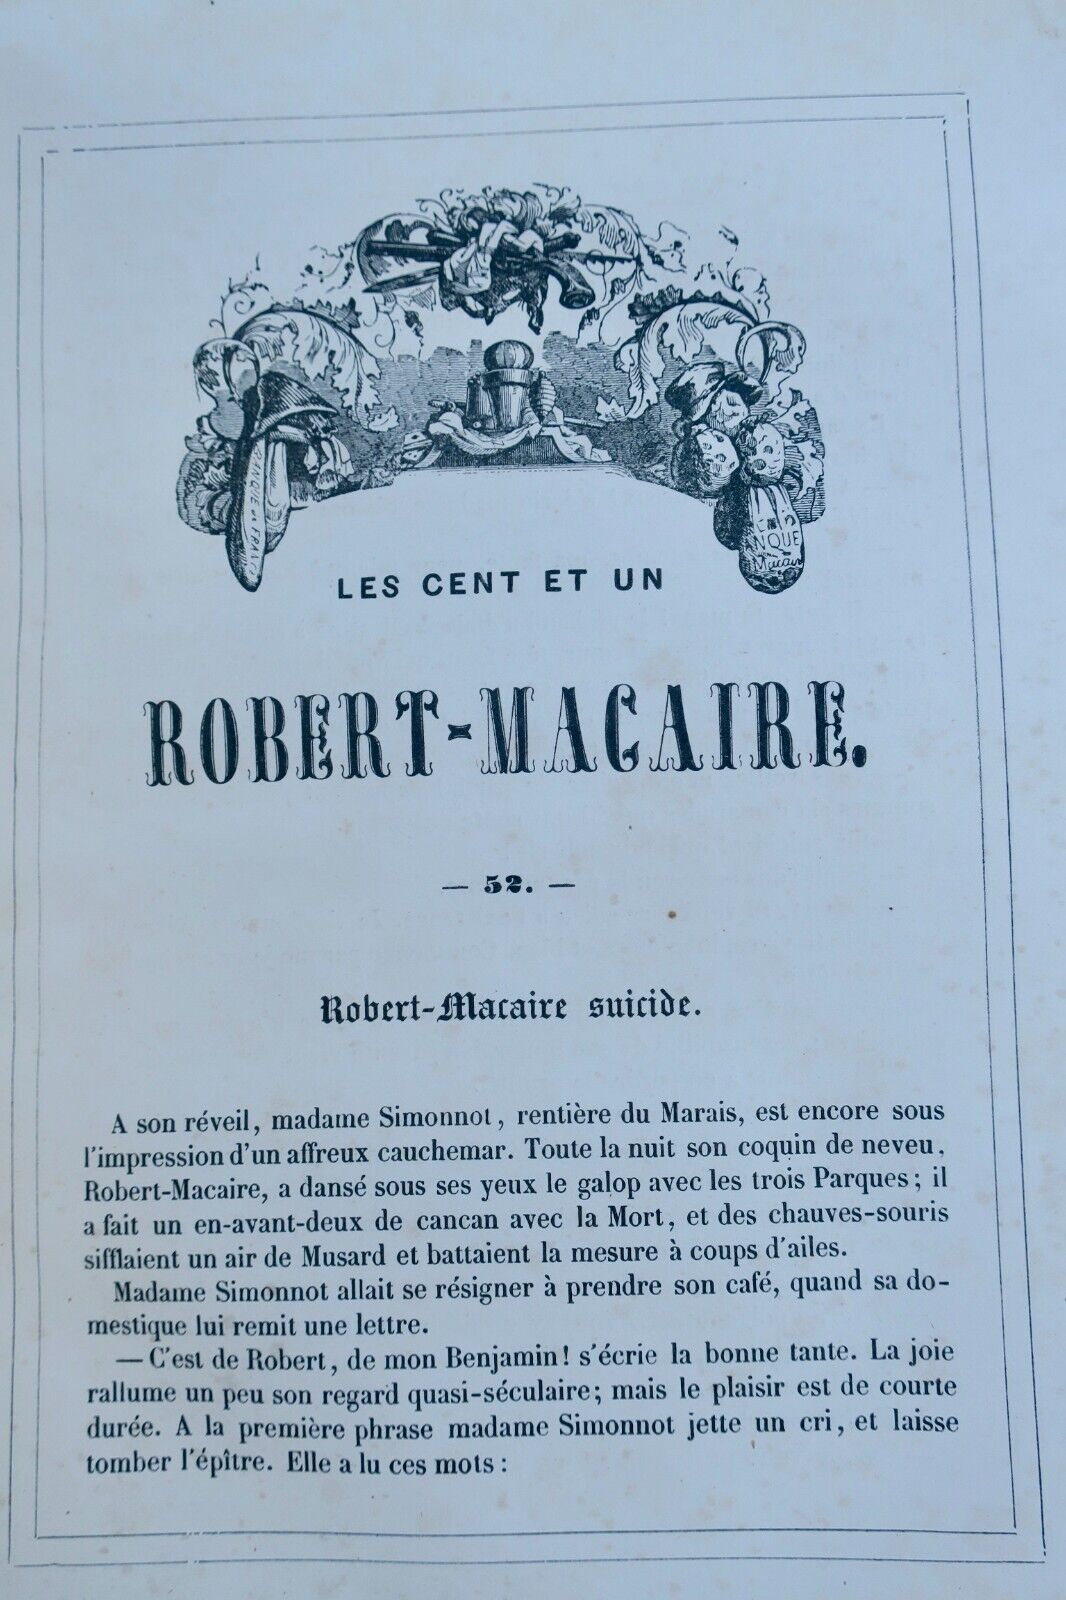 BANQUE DE FRANCE
LA
NQUE
Macair
LES CENT ET UN
ROBERT-MACAIRE.
— 52. —
Robert-Macaire suicide.
A son réveil, madame Simonnot, rentière du Marais, est encore sous
l'impression d'un affreux cauchemar. Toute la nuit son coquin de neveu,
Robert-Macaire, a dansé sous ses yeux le galop avec les trois Parques; il
a fait un en-avant-deux de cancan avec la Mort, et des chauves-souris
sifflaient un air de Musard et battaient la mesure à coups d'ailes.
Madame Simonnot allait se résigner à prendre son café, quand sa do-
mestique lui remit une lettre.
— C'est de Robert, de mon Benjamin! s'écrie la bonne tante. La joie
rallume un peu son regard quasi-séculaire; mais le plaisir est de courte
durée. A la première phrase madame Simonnot jette un cri, et laisse
tomber l'épître. Elle a lu ces mots :